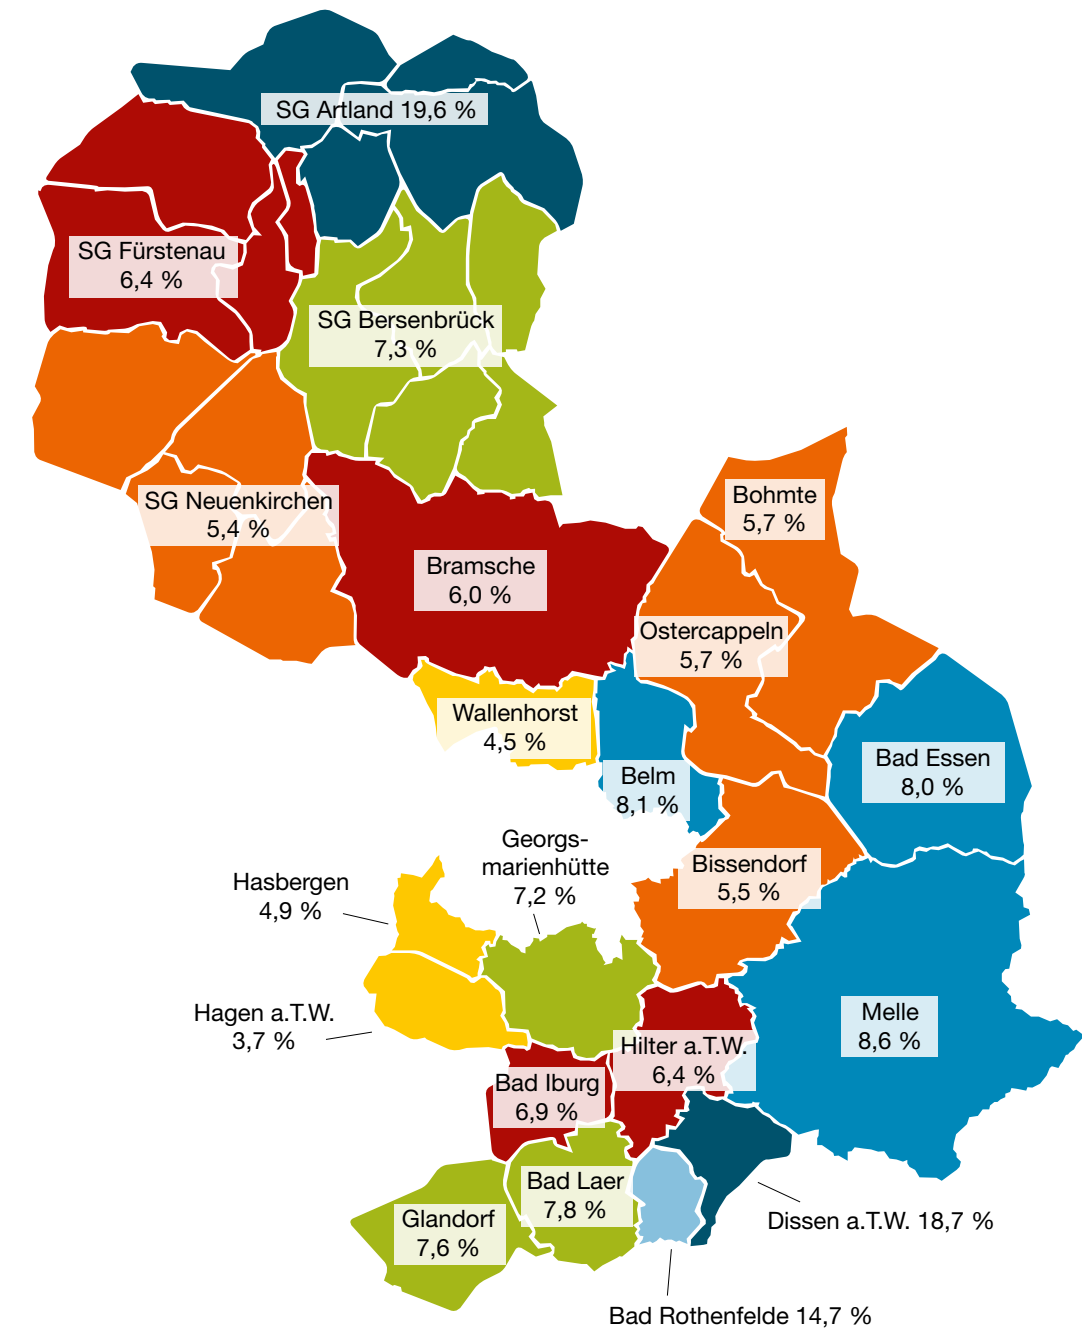 SG Artland 19,6 %
SG Fürstenau
6,4 %
SG Bersenbrück
7,3 %
SG Neuenkirchen
5,4 %
Bohmte
5,7 %
Bramsche
6,0 %
Ostercappeln
5,7 %
Wallenhorst
4,5 %
Belm
8,1 %
Bad Essen
8,0 %
Georgs-
marienhütte
7,2 %
Bissendorf
5,5 %
Hasbergen
4,9 %
Hagen a.T.W.
3,7 %
Melle
8,6 %
Hilter a.T.W.
6,4 %
Bad Iburg
6,9 %
Bad Laer
7,8 %
Glandorf
7,6 %
Dissen a.T.W. 18,7 %
Bad Rothenfelde 14,7 %